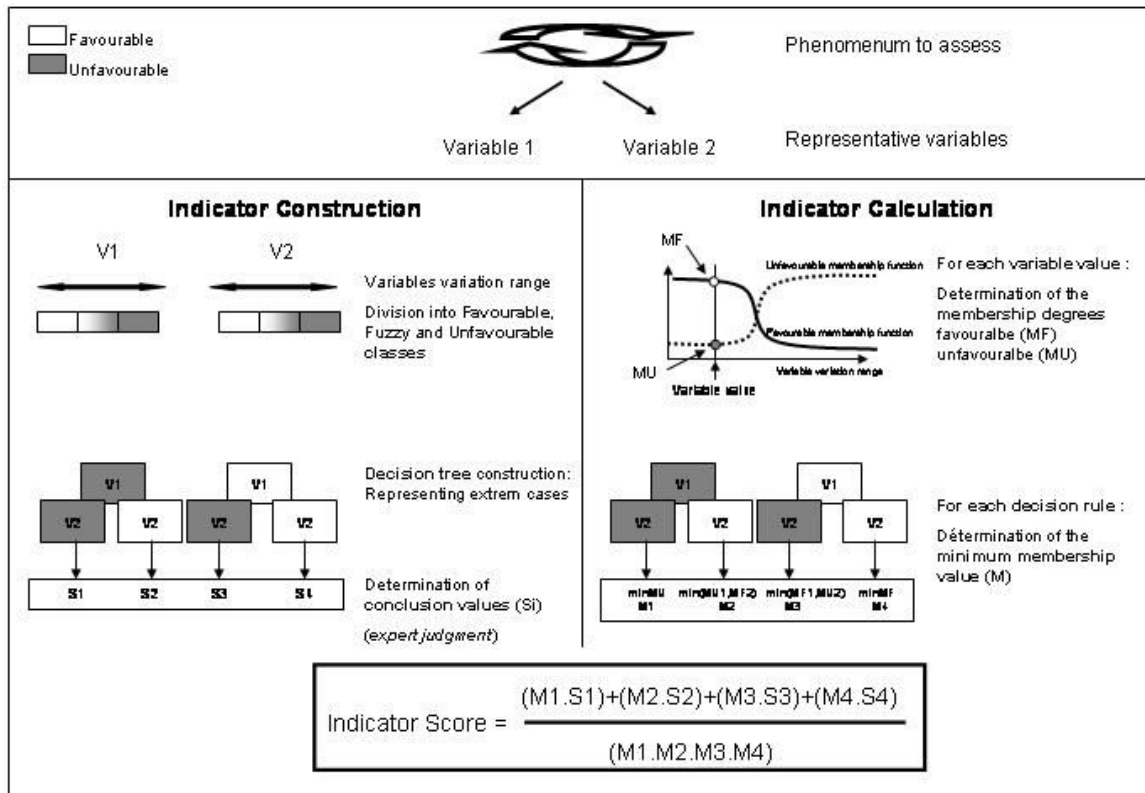 Favourable
Unfavourable
Phenomenum to assess
Variable 1
Variable 2
Representative variables
Indicator Construction
V1
V2
Variables variation range
Division into Favourable,
Fuzzy and Unfavourable
classes
V1
V1
V2
V2
V2
V2
Decision tree construction:
Representing extrem cases
S1
S2
S3
S4
Determination of
conclusion values (Si)
(expert judgment)
Indicator Calculation
MF
Unfavourable membership function
Favourable membership function
MU
Variable value
Variable variation range
For each variable value :
Determination of the
membership degrees
favouralbe (MF)
unfavouralbe (MU)
V1
V1
V2
V2
V2
V2
For each decision rule :
Détermination of the
minimum membership
value (M)
minMU
M1
min(MU1,MF2)
M2
min(MF1,MU2)
M3
minMF
M4
Indicator Score =
(M1.S1)+(M2.S2)+(M3.S3)+(M4.S4)
(M1.M2.M3.M4)